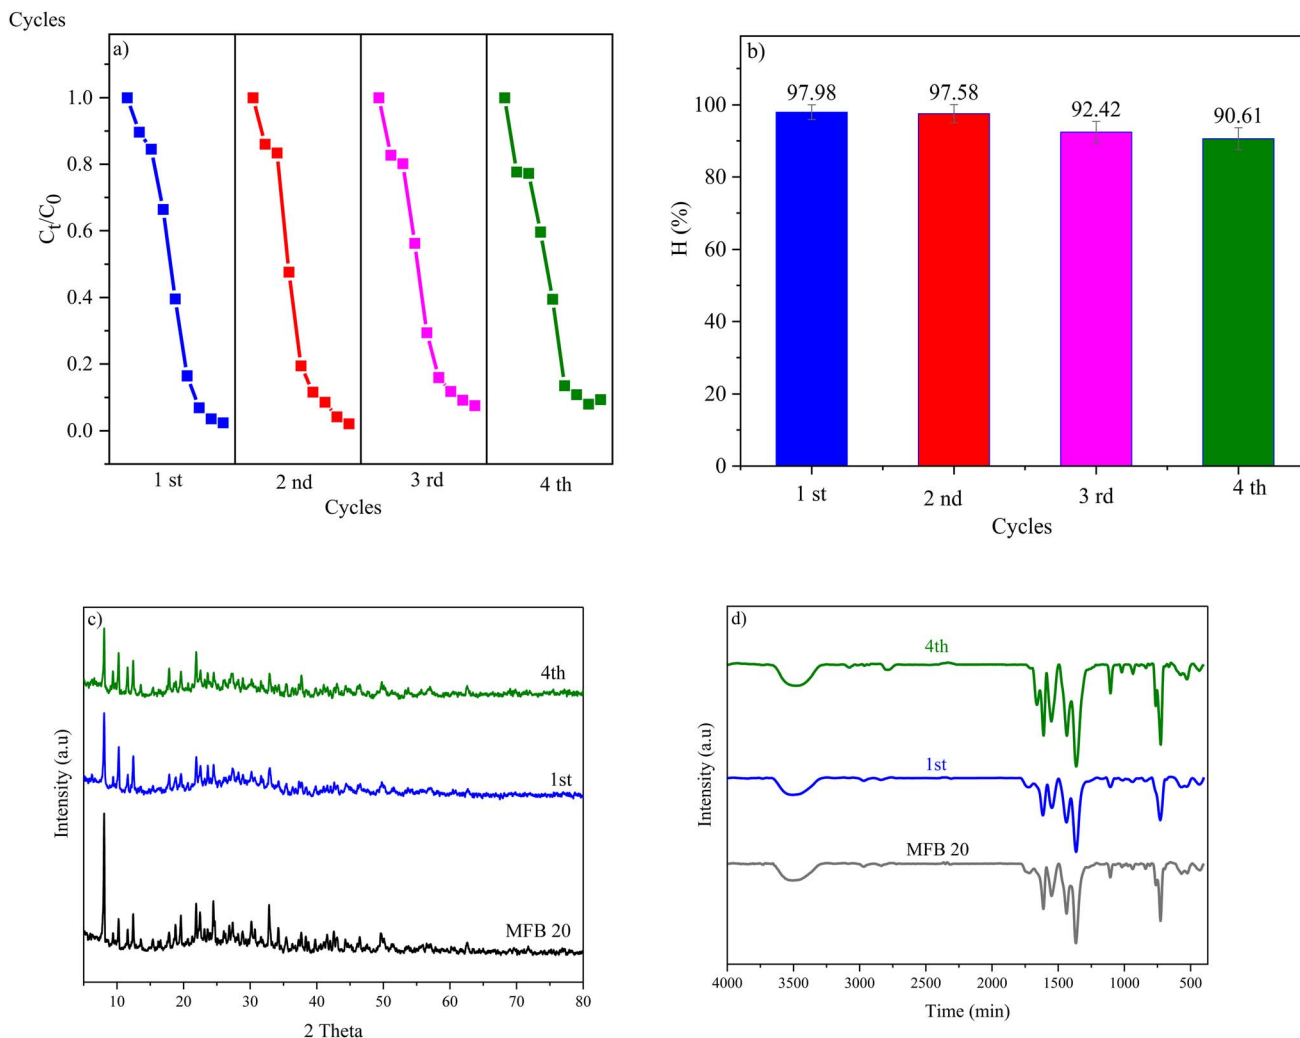 Cycles
a)
1.0
0.8
0.6
0.4
0.2
0.0
Ct/C0
1 st
2 nd
3 rd
4 th
Cycles
b)
97.98
97.58
92.42
90.61
100
80
60
40
20
0
H (%)
1 st
2 nd
3 rd
4 th
Cycles
c)
4th
1st
MFB 20
Intensity (a.u)
10
20
30
40
50
60
70
80
2 Theta
d)
4th
1st
MFB 20
Intensity (a.u)
4000
3500
3000
2500
2000
1500
1000
500
Time (min)